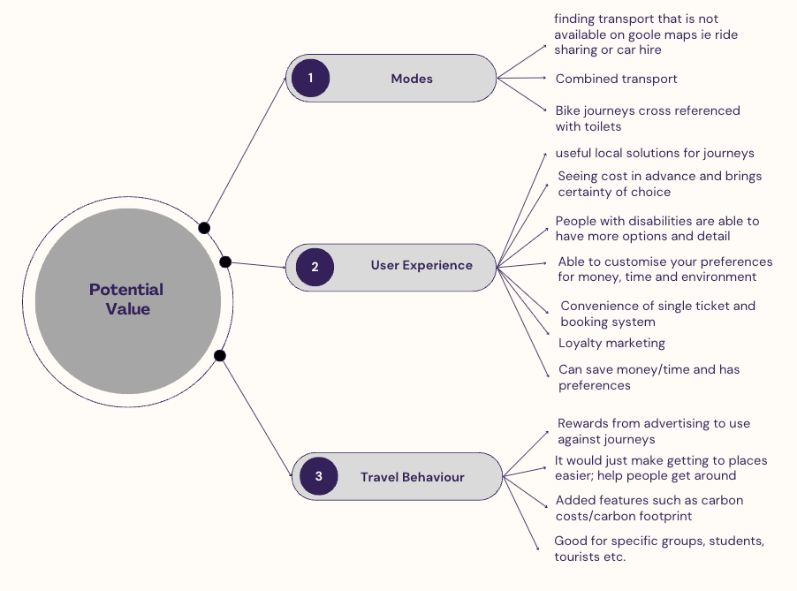 Potential
Value
1
Modes
finding transport that is not
available on goole maps ie ride
sharing or car hire
Combined transport
Bike journeys cross referenced
with toilets
2
User Experience
useful local solutions for journeys
Seeing cost in advance and brings
certainty of choice
People with disabilities are able to
have more options and detail
Able to customise your preferences
for money, time and environment
Convenience of single ticket and
booking system
Loyalty marketing
Can save money/time and has
preferences
3
Travel Behaviour
Rewards from advertising to use
against journeys
It would just make getting to places
easier; help people get around
Added features such as carbon
costs/carbon footprint
Good for specific groups, students,
tourists etc.